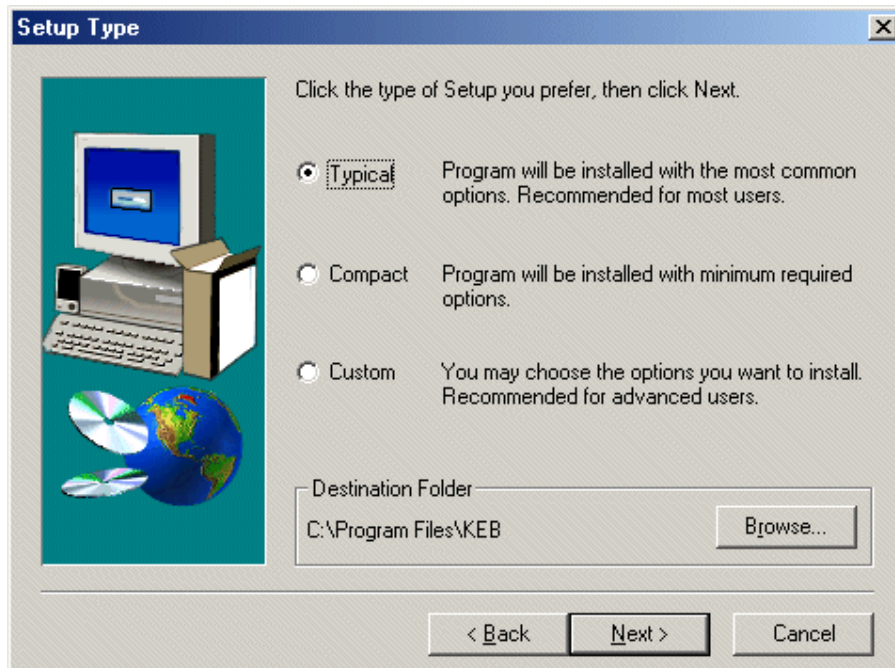 Setup Type
Click the type of Setup you prefer, then click Next.
Typical
Program will be installed with the most common
options. Recommended for most users.
Compact
Program will be installed with minimum required
options.
Custom
You may choose the options you want to install.
Recommended for advanced users.
Destination Folder
C:\Program Files\KEB
Browse...
< Back
Next >
Cancel